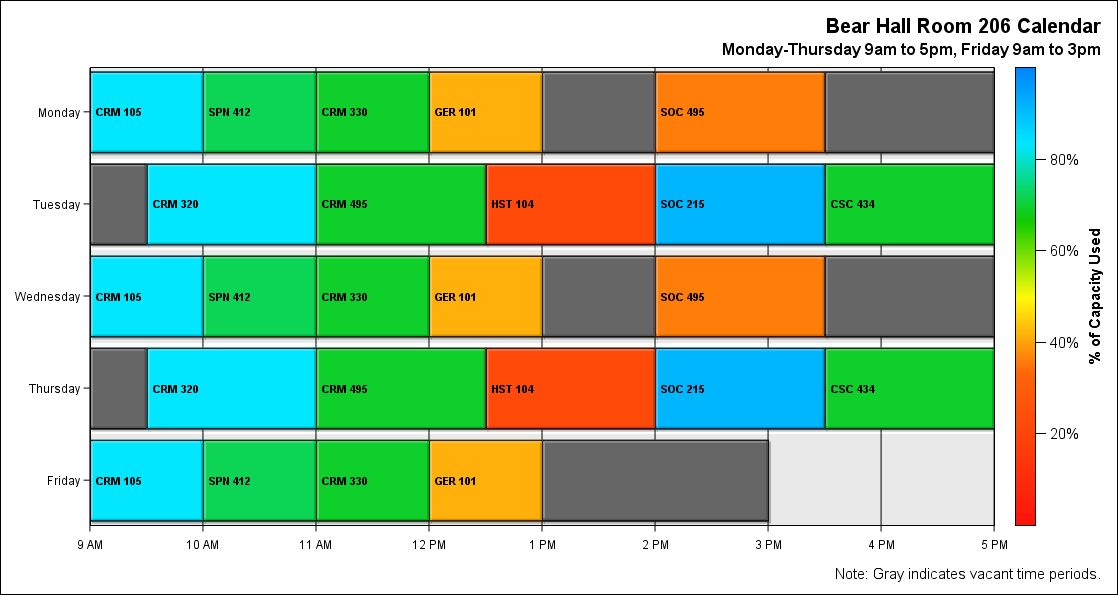 Bear Hall Room 206 Calendar
Monday-Thursday 9am to 5pm, Friday 9am to 3pm
Monday
CRM 105
SPN 412
CRM 330
GER 101
SOC 495
Tuesday
CRM 320
CRM 495
HST 104
SOC 215
CSC 434
Wednesday
CRM 105
SPN 412
CRM 330
GER 101
SOC 495
Thursday
CRM 320
CRM 495
HST 104
SOC 215
CSC 434
Friday
CRM 105
SPN 412
CRM 330
GER 101
9 AM
10 AM
11 AM
12 PM
1 PM
2 PM
3 PM
4 PM
5 PM
80%
60%
40%
20%
% of Capacity Used
Note: Gray indicates vacant time periods.